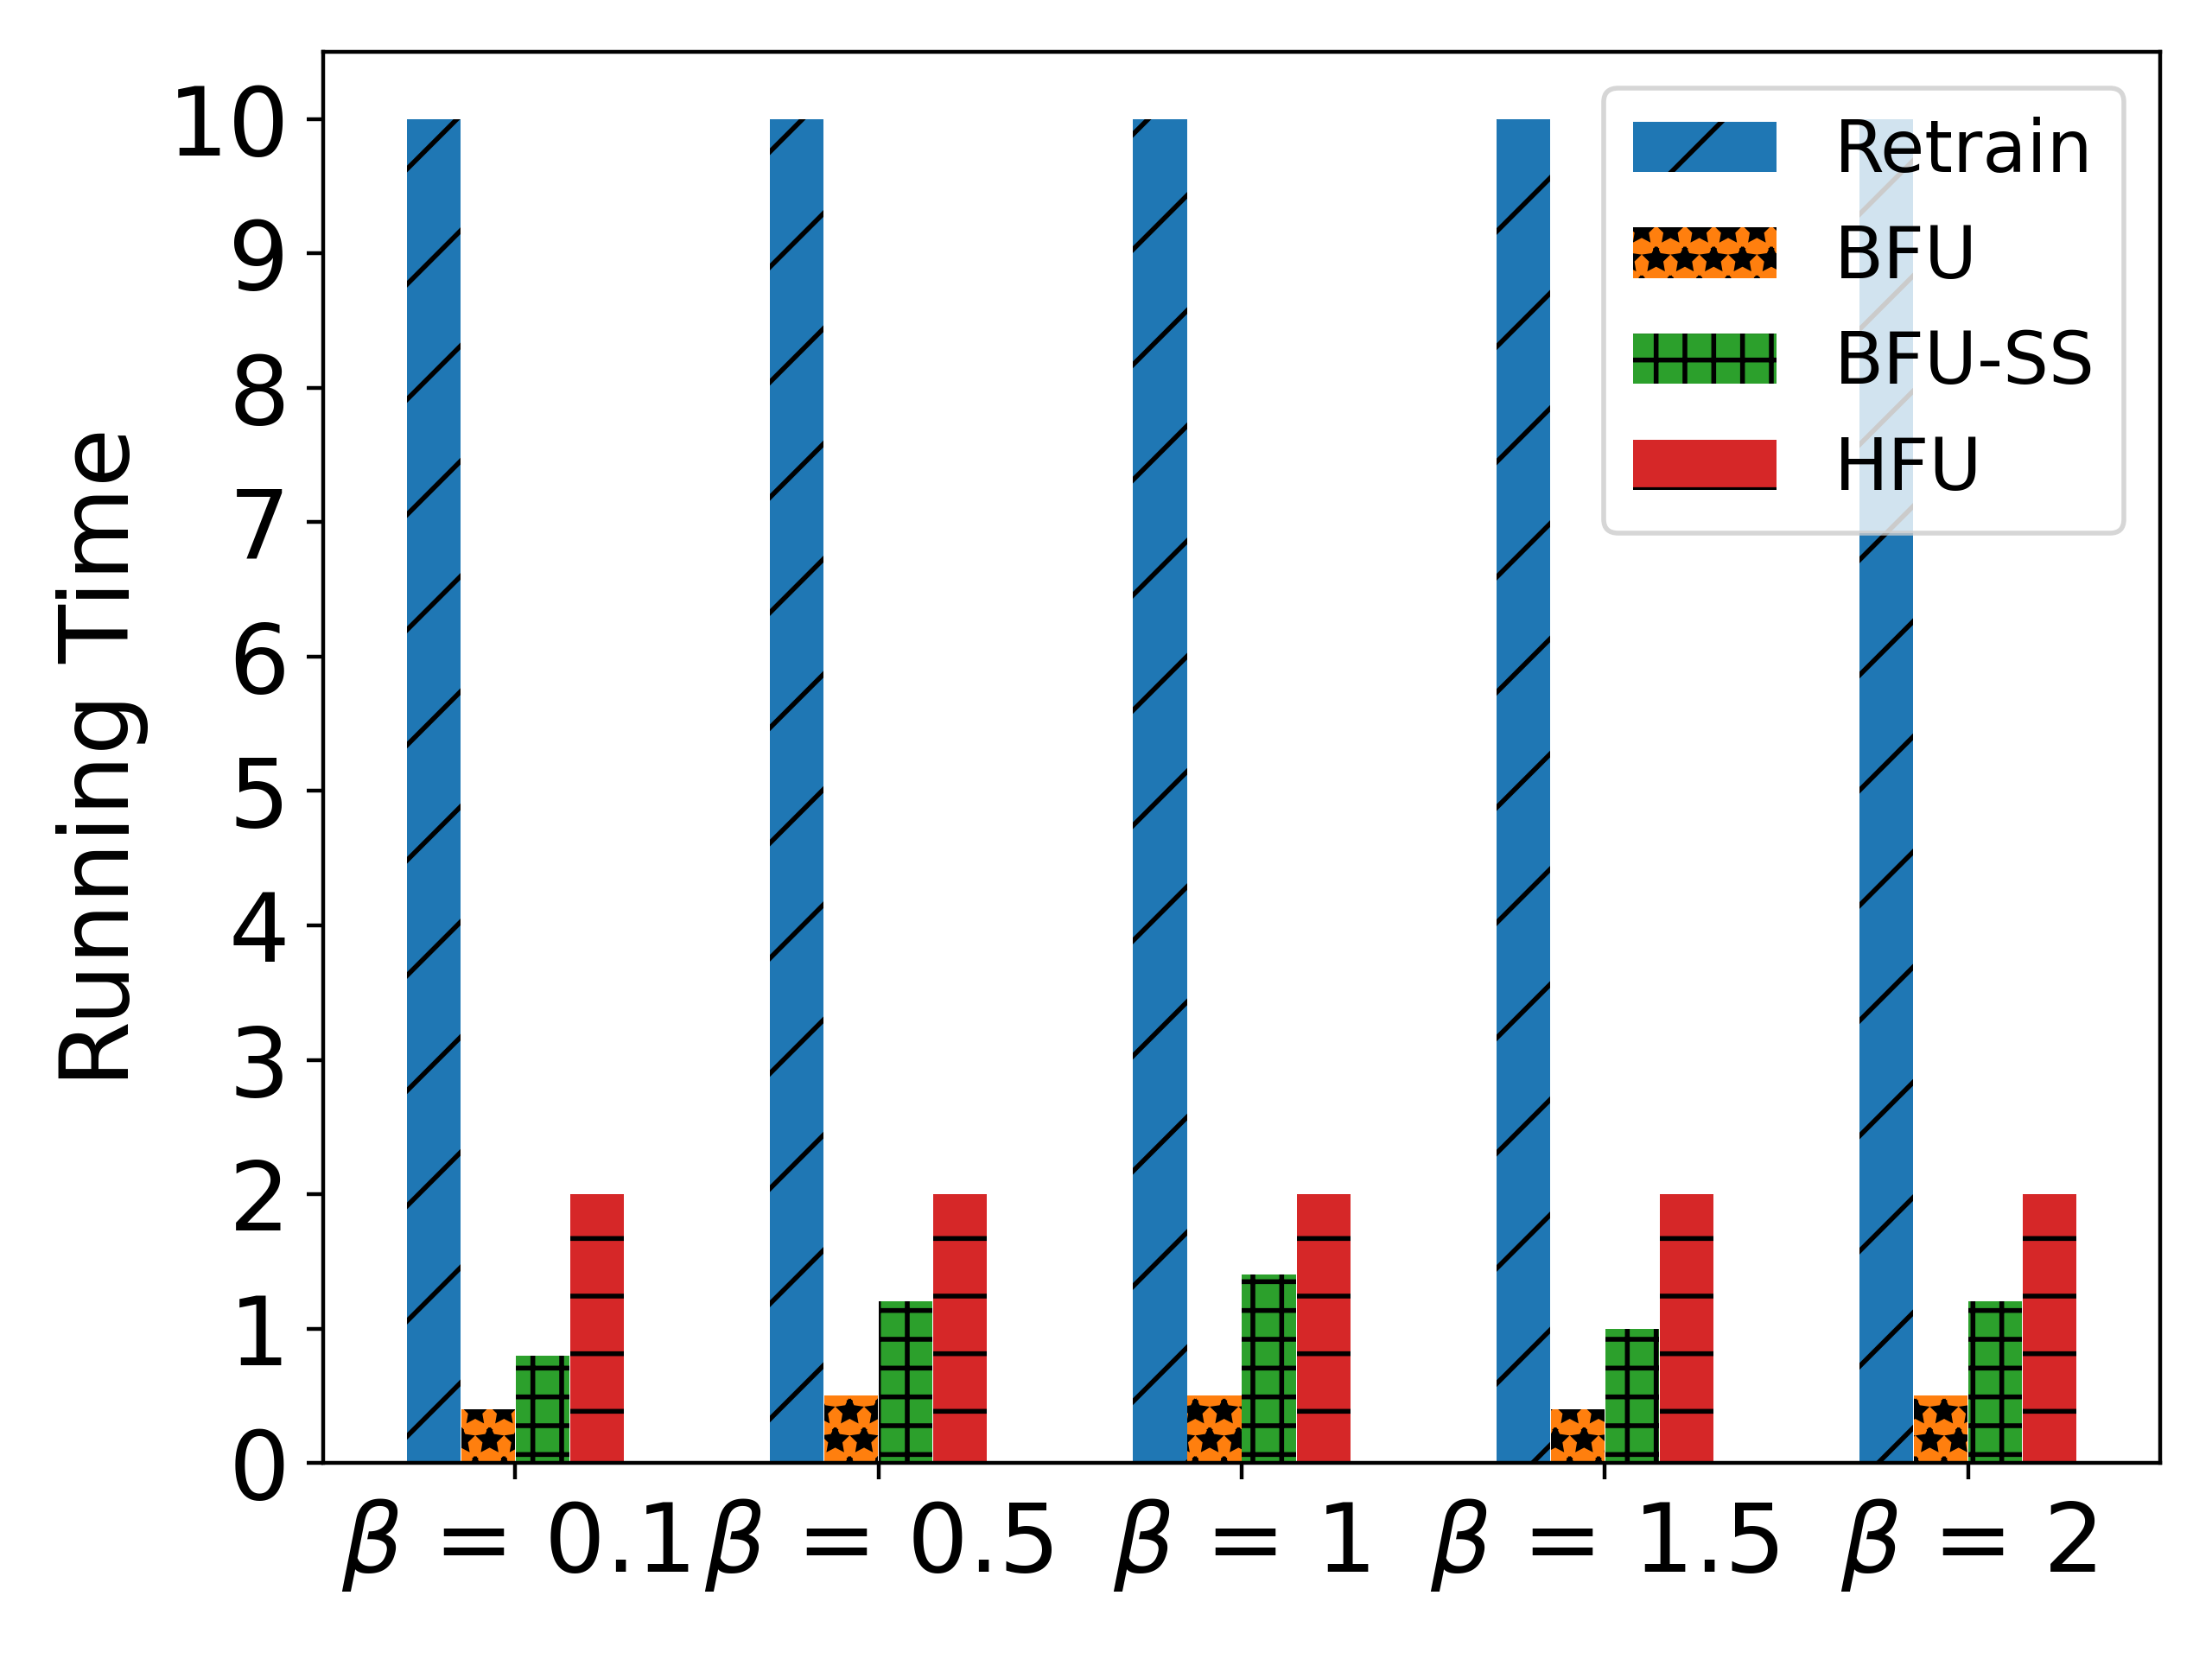 Running Time
10
9
8
7
6
5
4
3
2
1
0
β = 0.1
β = 0.5
β = 1
β = 1.5
β = 2
Retrain
BFU
BFU-SS
HFU